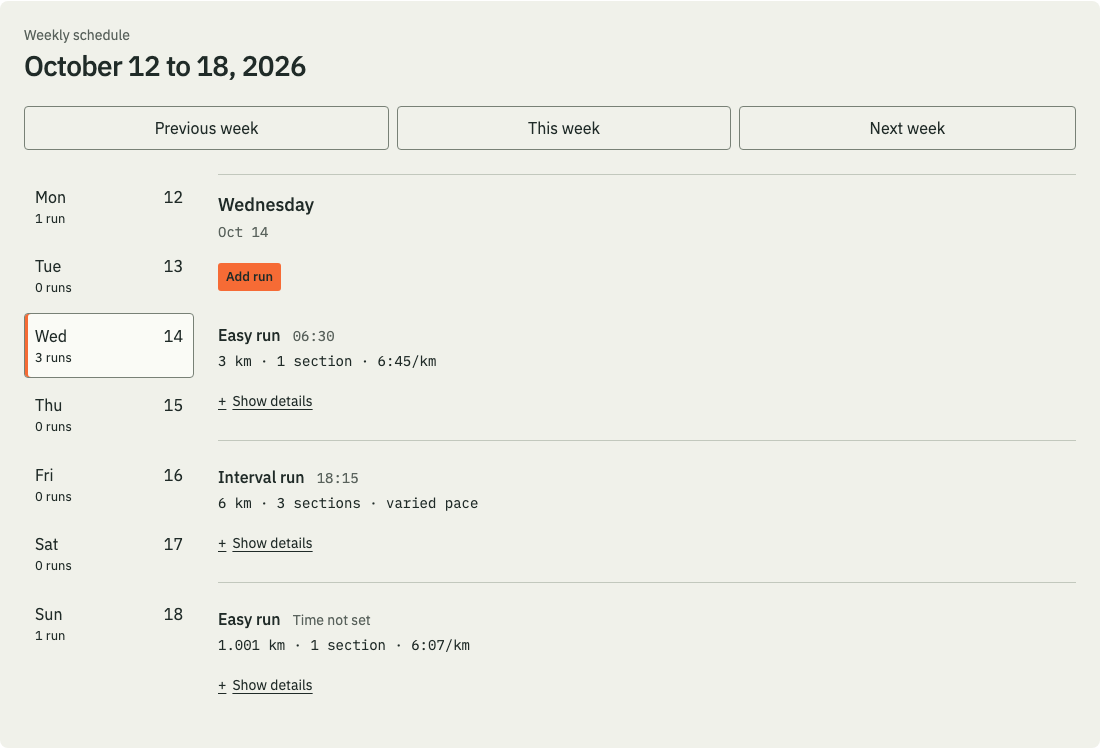 Weekly schedule
October 12 to 18, 2026
Previous week
This week
Next week
Mon 12
1 run
Tue 13
0 runs
Wed 14
3 runs
Thu 15
0 runs
Fri 16
0 runs
Sat 17
0 runs
Sun 18
1 run
Wednesday
Oct 14
Add run
Easy run 06:30
3 km · 1 section · 6:45/km
+ Show details
Interval run 18:15
6 km · 3 sections · varied pace
+ Show details
Easy run Time not set
1.001 km · 1 section · 6:07/km
+ Show details